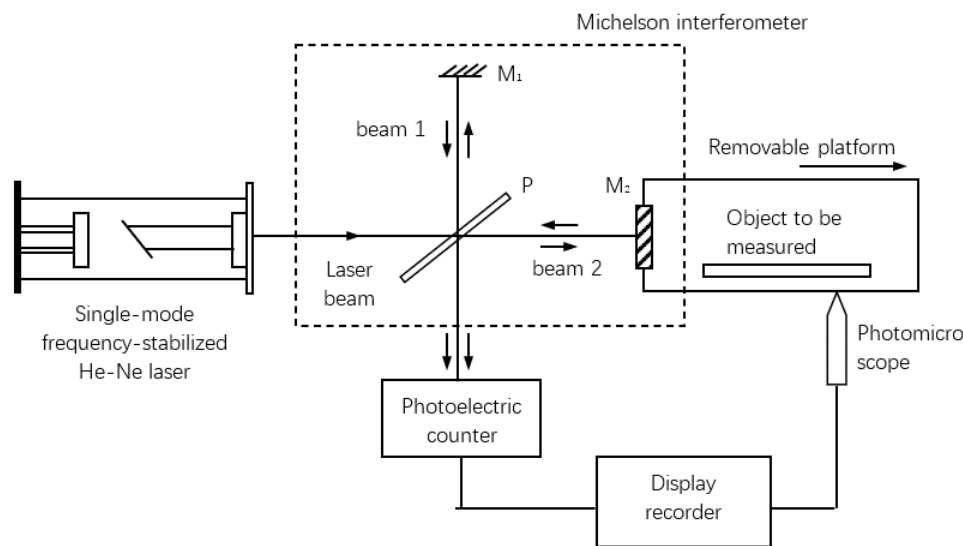 Michelson interferometer
M₁
beam 1
Removable platform
P
M₂
Object to be
measured
beam 2
Laser
beam
Single-mode
frequency-stabilized
He-Ne laser
Photomicro
scope
Photoelectric
counter
Display
recorder